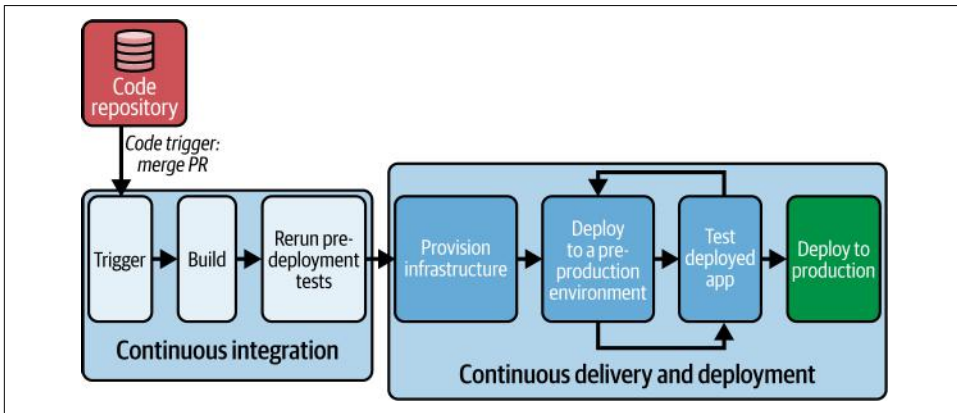 Code
repository
Code trigger:
merge PR
Trigger
Build
Rerun pre-
deployment
tests
Continuous integration
Provision
infrastructure
Deploy
to a pre-
production
environment
Test
deployed
app
Deploy to
production
Continuous delivery and deployment